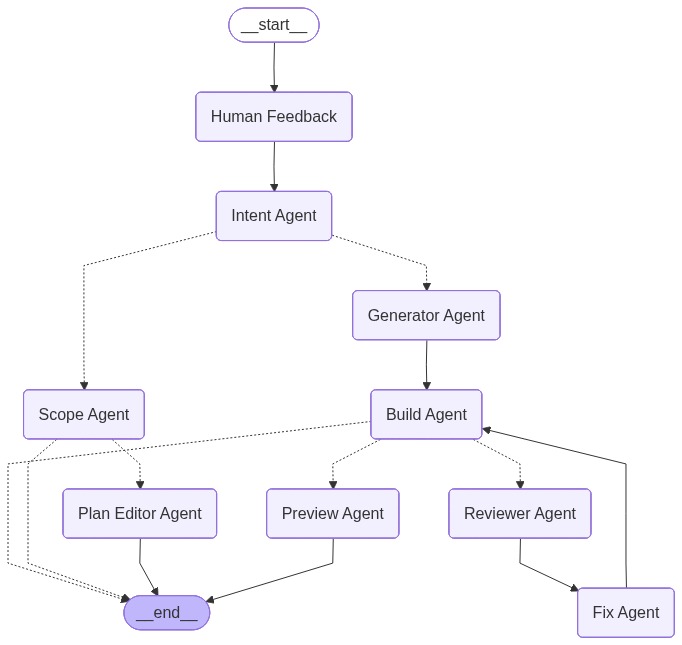 __start__
Human Feedback
Intent Agent
Generator Agent
Scope Agent
Build Agent
Plan Editor Agent
Preview Agent
Reviewer Agent
__end__
Fix Agent